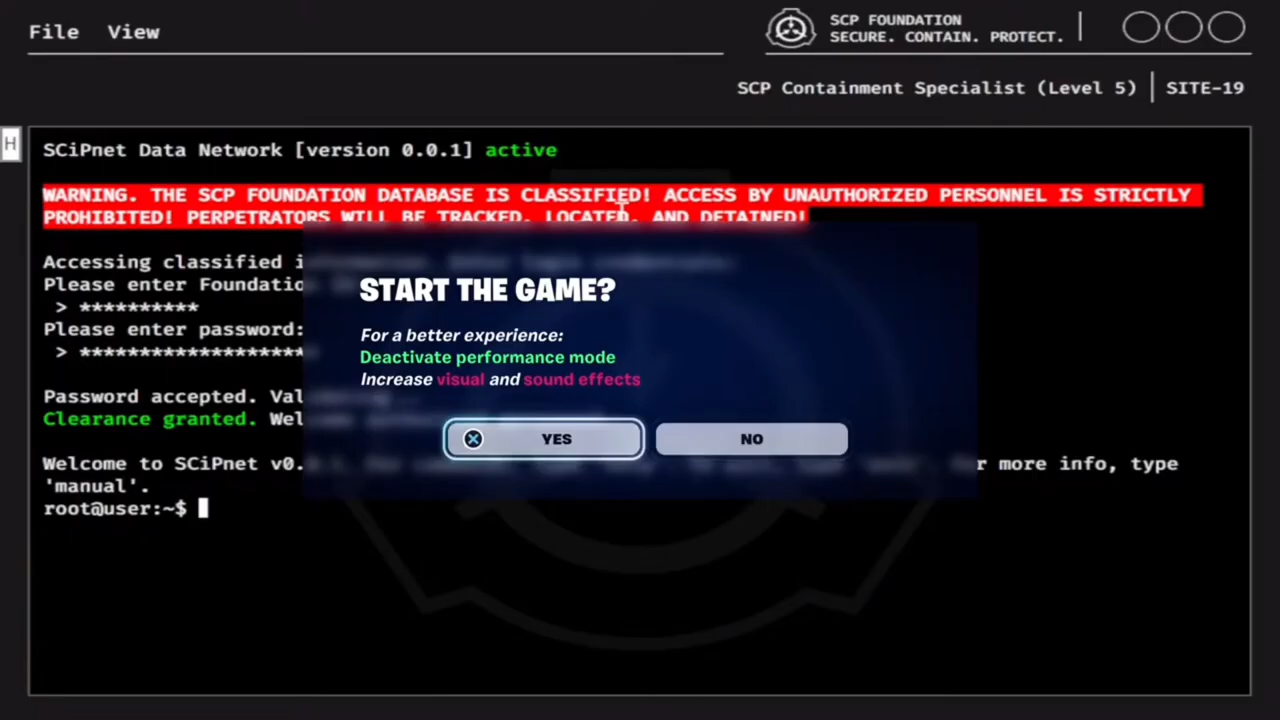 File View
SCP FOUNDATION
SECURE. CONTAIN. PROTECT.
SCP Containment Specialist (Level 5) SITE-19
H
SCiPnet Data Network [version 0.0.1] active
WARNING. THE SCP FOUNDATION DATABASE IS CLASSIFIED! ACCESS BY UNAUTHORIZED PERSONNEL IS STRICTLY
PROHIBITED! PERPETRATORS WILL BE TRACKED, LOCATED, AND DETAINED!
Accessing classified
Please enter Foundation
> **********
Please enter password:
> *******************
Password accepted.
Clearance granted.
Welcome to SCiPnet for more info, type
'manual'.
root@user:~$
START THE GAME?
For a better experience:
Deactivate performance mode
Increase visual and sound effects
YES NO